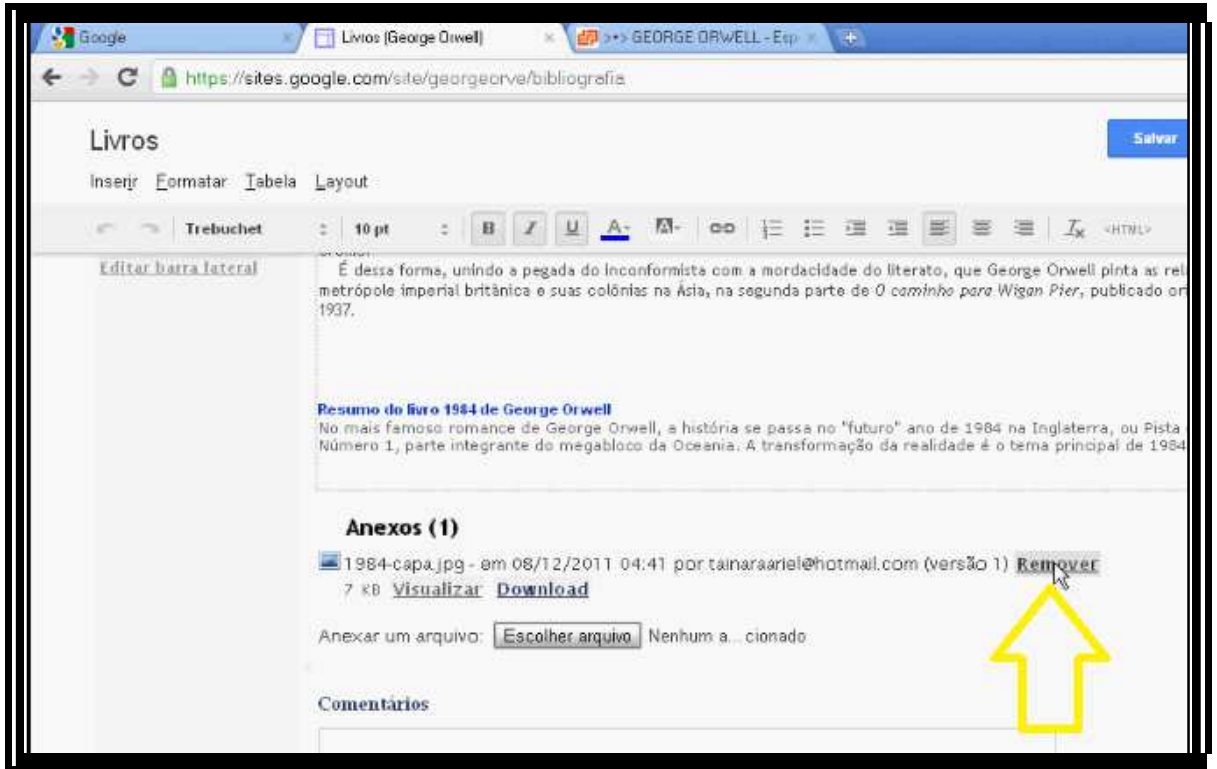 Google
Livros (George Orwell)
>•> GEORGE ORWELL - Esp
https://sites.google.com/site/georgeorve/bibliografia
Livros
Salvar
Inserir Formatar Tabela Layout
Trebuchet 10 pt B I U A A <HTML>
Editar barra lateral
É dessa forma, unindo a pegada do inconformista com a mordacidade do literato, que George Orwell pinta as rel
metrópole imperial britânica e suas colônias na Ásia, na segunda parte de O caminho para Wigan Pier, publicado ori
1937.
Resumo do livro 1984 de George Orwell
No mais famoso romance de George Orwell, a história se passa no "futuro" ano de 1984 na Inglaterra, ou Pista
Número 1, parte integrante do megabloco da Oceania. A transformação da realidade é o tema principal de 1984
Anexos (1)
1984-capa.jpg - em 08/12/2011 04:41 por tainaraariel@hotmail.com (versão 1) Remover
7 KB Visualizar Download
Anexar um arquivo: Escolher arquivo Nenhum a...cionado
Comentários